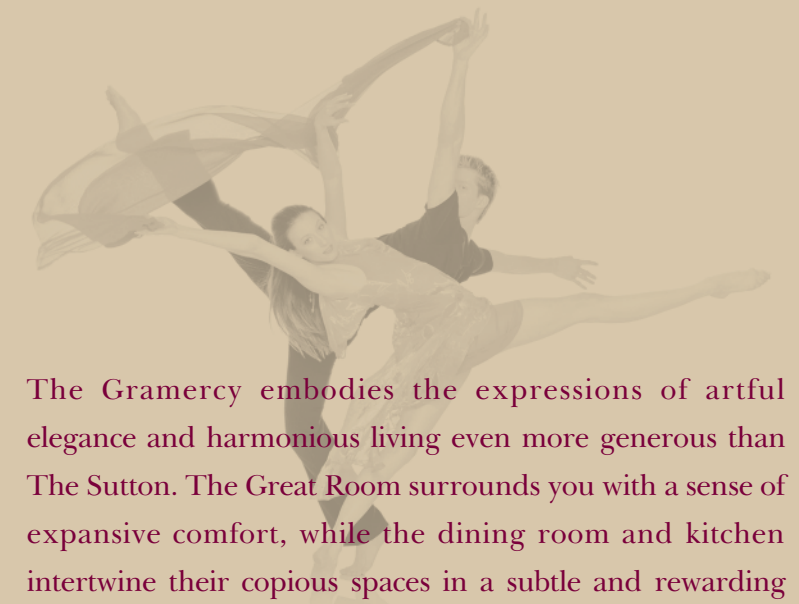 The Gramercy embodies the expressions of artful
elegance and harmonious living even more generous than
The Sutton. The Great Room surrounds you with a sense of
expansive comfort, while the dining room and kitchen
intertwine their copious spaces in a subtle and rewarding